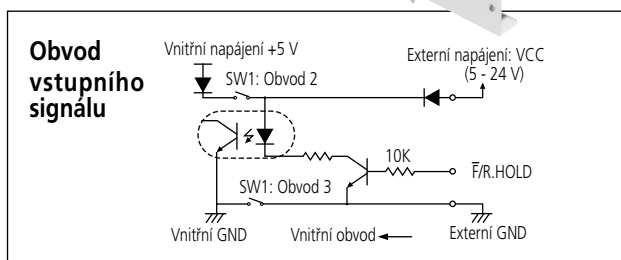 Obvod
vstupního
signálu
Vnitřní napájení +5 V
Externí napájení: VCC
(5 - 24 V)
SW1: Obvod 2
10K
F̅/R.HOLD
SW1: Obvod 3
Vnitřní GND
Vnitřní obvod
Externí GND